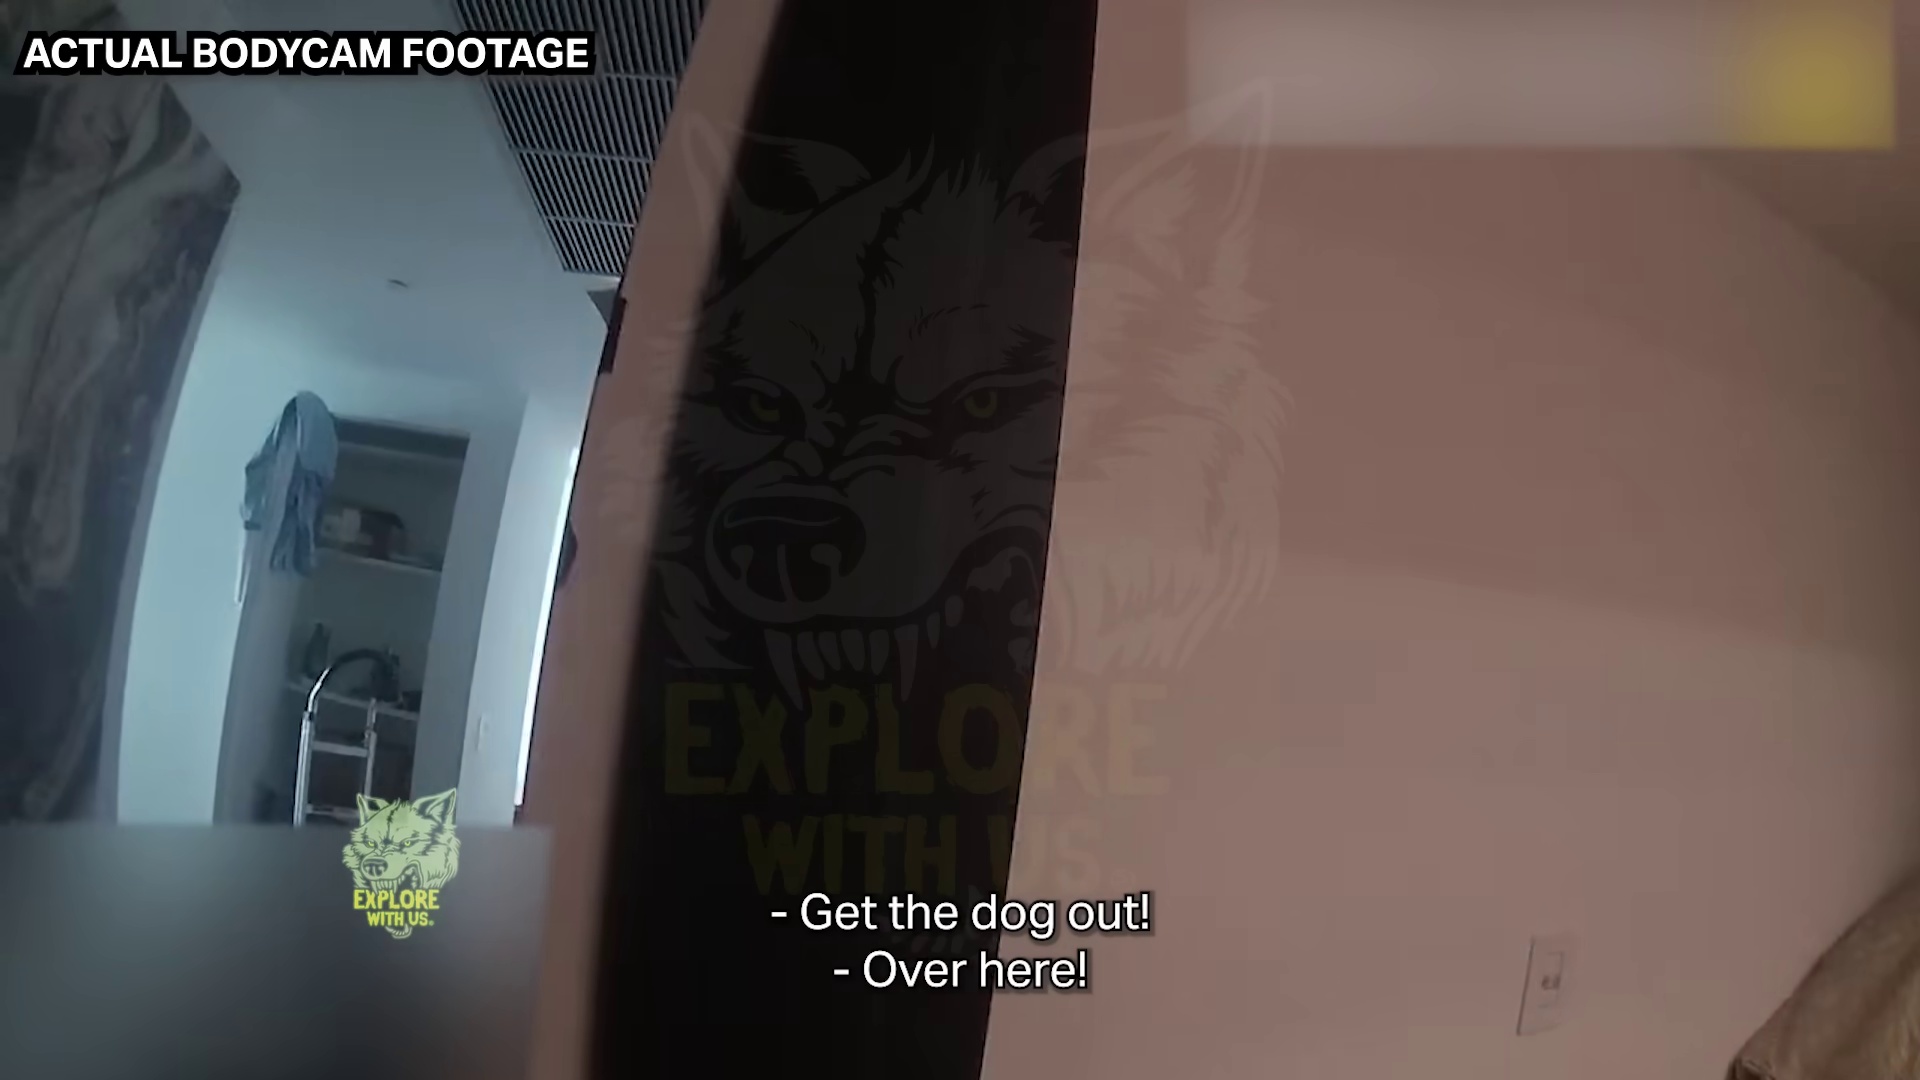 ACTUAL BODYCAM FOOTAGE
EXPLORE
WITH US
EXPLORE
WITH US
- Get the dog out!
- Over here!